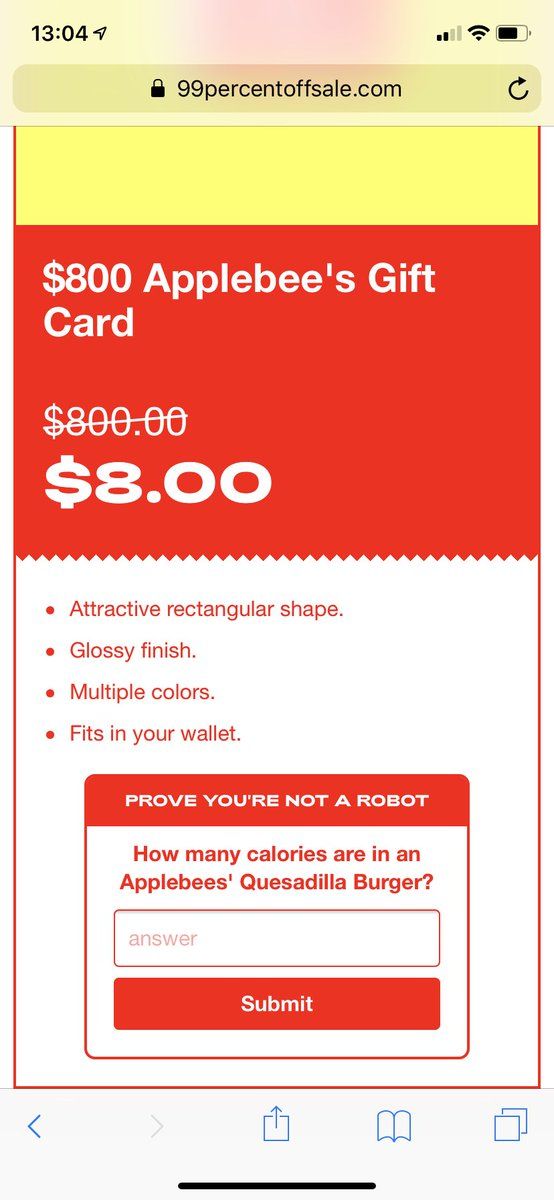 13:04
99percentoffsale.com
$800 Applebee's Gift
Card
$800.00
$8.00
Attractive rectangular shape.
Glossy finish.
Multiple colors.
Fits in your wallet.
PROVE YOU'RE NOT A ROBOT
How many calories are in an
Applebees' Quesadilla Burger?
answer
Submit